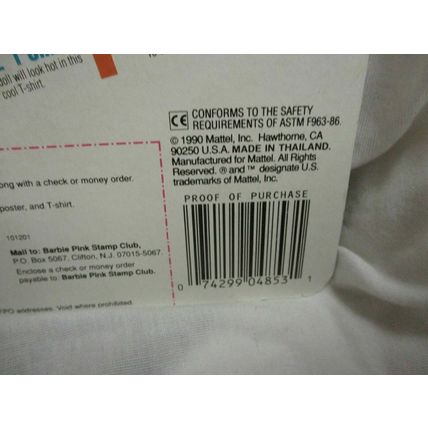 doll will look hot in this
cool T-shirt.
CE CONFORMS TO THE SAFETY
REQUIREMENTS OF ASTM F963-86.
© 1990 Mattel, Inc. Hawthorne, CA
90250 U.S.A. MADE IN THAILAND.
Manufactured for Mattel. All Rights
Reserved. ® and ™ designate U.S.
trademarks of Mattel, Inc.
PROOF OF PURCHASE
0 74299 04853 1
with a check or money order.
poster, and T-shirt.
101201
Mail to: Barbie Pink Stamp Club,
P.O. Box 5067, Clifton, N.J. 07015-5067.
Enclose a check or money order
payable to: Barbie Pink Stamp Club.
addresses. Void where prohibited